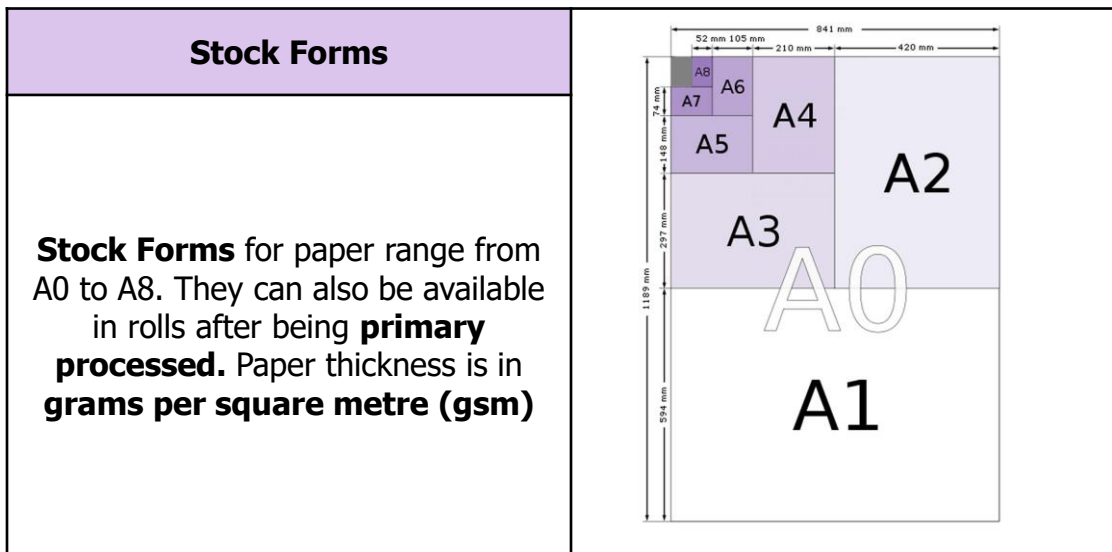 Stock Forms
Stock Forms for paper range from
A0 to A8. They can also be available
in rolls after being primary
processed. Paper thickness is in
grams per square metre (gsm)
841 mm
52 mm 105 mm
210 mm
420 mm
A8
A7
A6
A5
A4
A3
A2
A0
A1
74 mm
148 mm
297 mm
594 mm
1189 mm